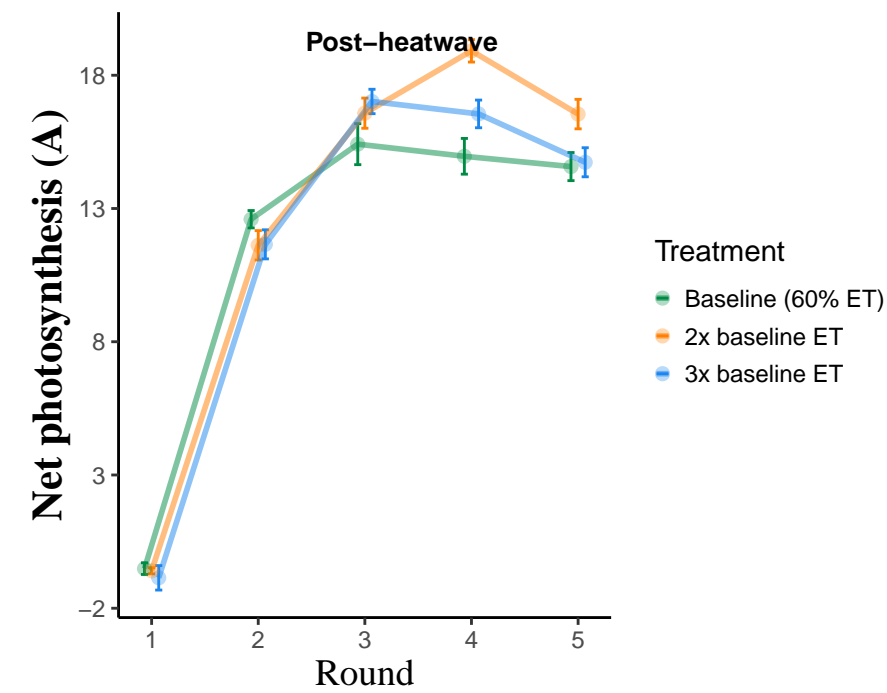 Post−heatwave
Net photosynthesis (A)
18
13
8
3
−2
1 2 3 4 5
Round
Treatment
Baseline (60% ET)
2x baseline ET
3x baseline ET